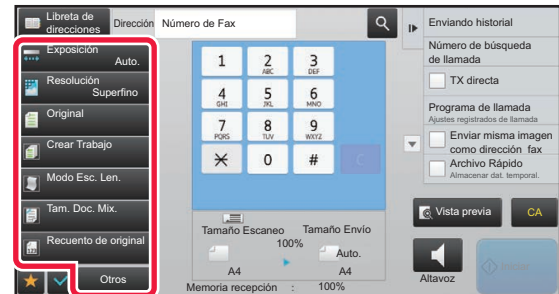 Libreta de
direcciones
Dirección
Número de Fax
Exposición
Auto.
Resolución
Superfino
Original
Crear Trabajo
Modo Esc. Len.
Tam. Doc. Mix.
Recuento de original
Otros
1
2
ABC
3
DEF
4
GHI
5
JKL
6
MNO
7
PQRS
8
TUV
9
WXYZ
0
#
C
Tamaño Escaneo
Tamaño Envío
100%
Auto.
A4
A4
Memoria recepción : 100%
Enviando historial
Número de búsqueda
de llamada
TX directa
Programa de llamada
Ajustes registrados de llamada
Enviar misma imagen
como dirección fax
Archivo Rápido
Almacenar dat. temporal.
Vista previa
CA
Altavoz